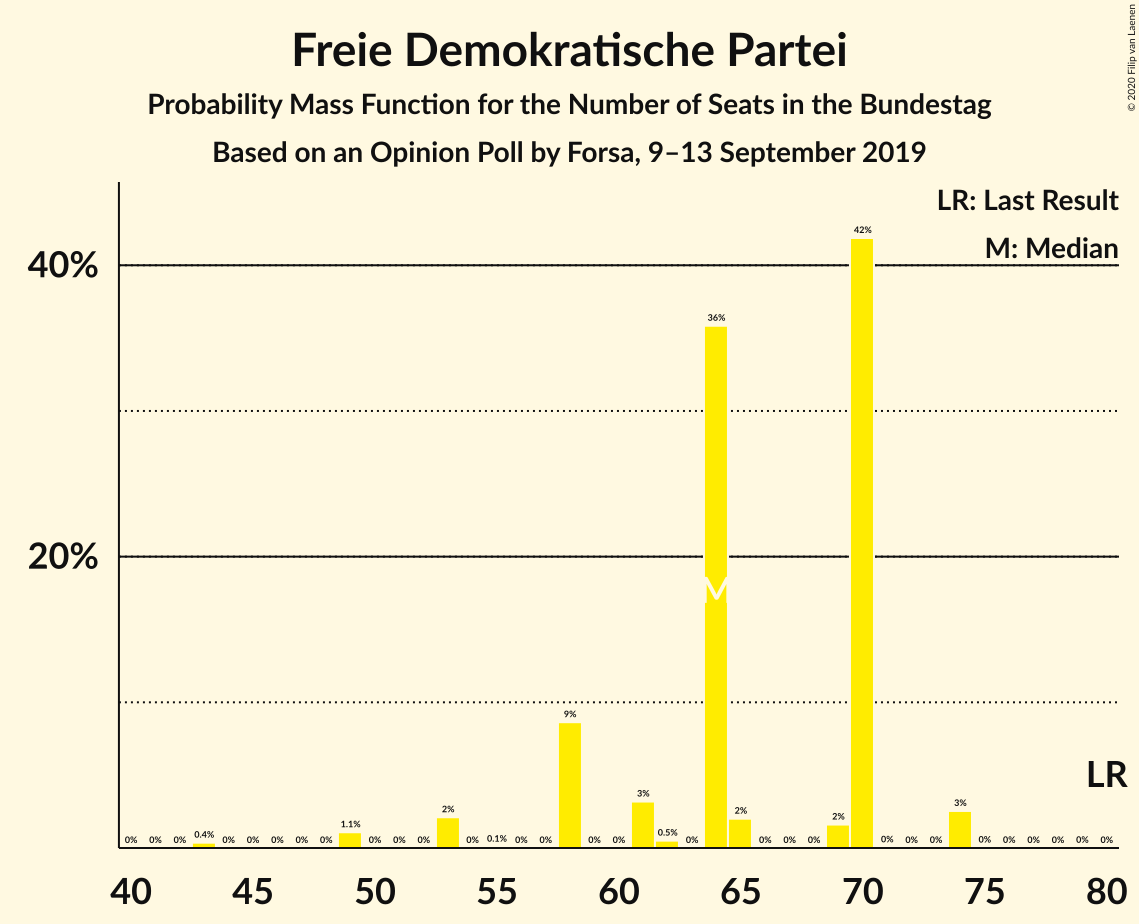 © 2020 Filip van Laenen
Freie Demokratische Partei
Probability Mass Function for the Number of Seats in the Bundestag
Based on an Opinion Poll by Forsa, 9–13 September 2019
LR: Last Result
M: Median
40%
20%
0% 0% 0% 0.4% 0% 0% 0% 0% 0% 1.1% 0% 0% 0% 2% 0% 0.1% 0% 0% 9% 0% 0% 3% 0.5% 0% 36% 2% 0% 0% 0% 2% 42% 0% 0% 0% 3% 0% 0% 0% 0% 0% 0%
M
LR
40 45 50 55 60 65 70 75 80